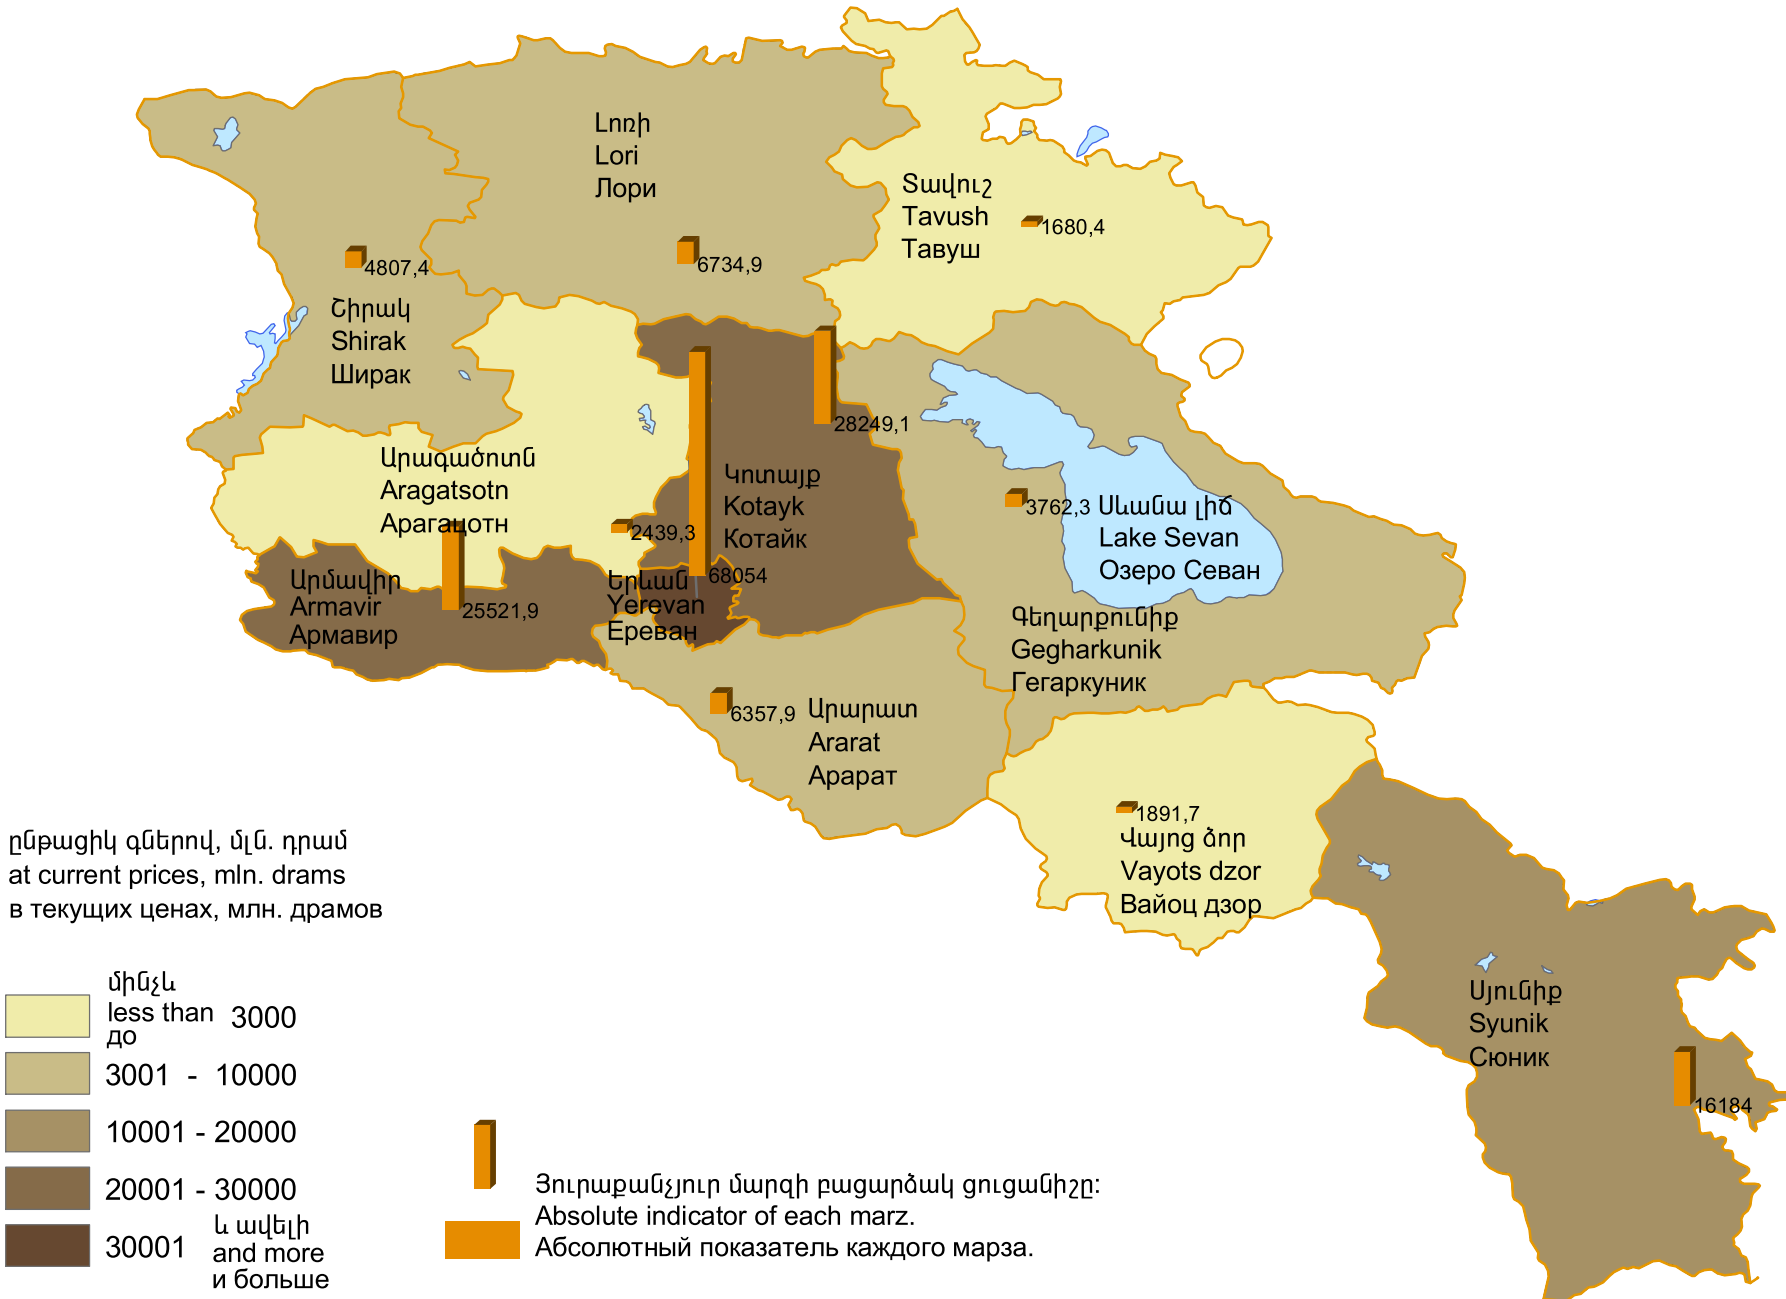 Լոռի
Lori
Лори
Տավուշ
Tavush
Тавуш
1680,4
4807,4
6734,9
Շիրակ
Shirak
Ширак
28249,1
Արագածոտն
Aragatsotn
Арагацотн
Կոտայք
Kotayk
Котайк
2439,3
3762,3
Սևանա լիճ
Lake Sevan
Озеро Севан
Արմավիր
Armavir
Армавир
25521,9
Երևան
Yerevan
Ереван
68054
Գեղարքունիք
Gegharkunik
Гегаркуник
6357,9
Արարատ
Ararat
Арарат
1891,7
Վայոց ձոր
Vayots dzor
Вайоц дзор
ընթացիկ գներով, մլն. դրամ
at current prices, mln. drams
в текущих ценах, млн. драмов
Սյունիք
Syunik
Сюник
16184
մինչև
less than 3000
до
3001 - 10000
10001 - 20000
20001 - 30000
և ավելի
30001 and more
и больше
Յուրաքանչյուր մարզի բացարձակ ցուցանիշը:
Absolute indicator of each marz.
Абсолютный показатель каждого марза.